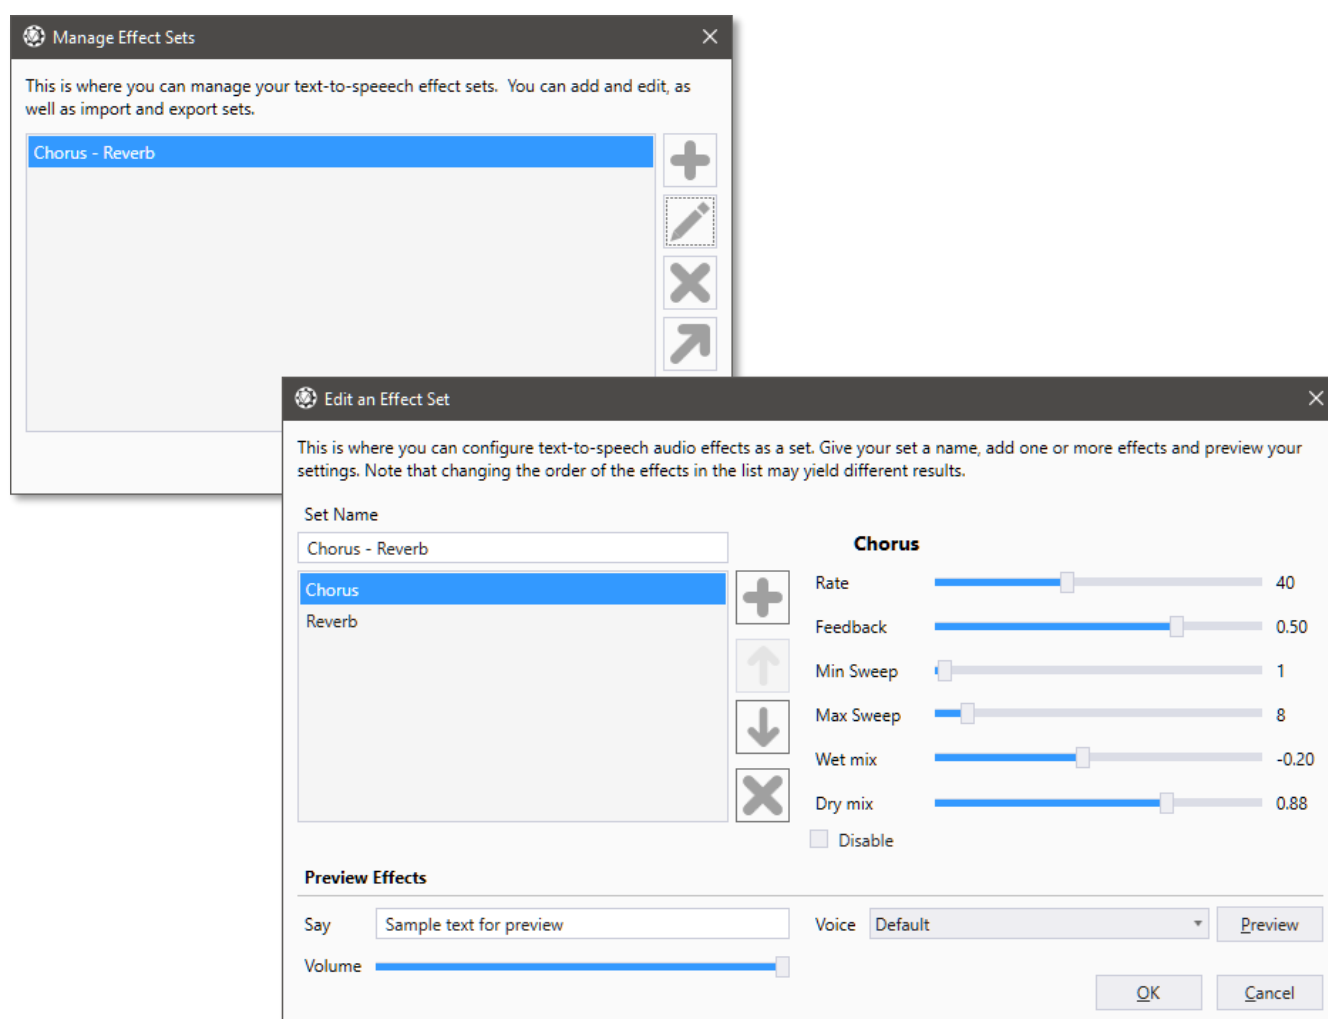 Manage Effect Sets
This is where you can manage your text-to-speeech effect sets.  You can add and edit, as
well as import and export sets.
Chorus - Reverb
Edit an Effect Set
This is where you can configure text-to-speech audio effects as a set. Give your set a name, add one or more effects and preview your
settings. Note that changing the order of the effects in the list may yield different results.
Set Name
Chorus - Reverb
Chorus
Reverb
Chorus
Rate 40
Feedback 0.50
Min Sweep 1
Max Sweep 8
Wet mix -0.20
Dry mix 0.88
Disable
Preview Effects
Say Sample text for preview Voice Default Preview
Volume
OK Cancel